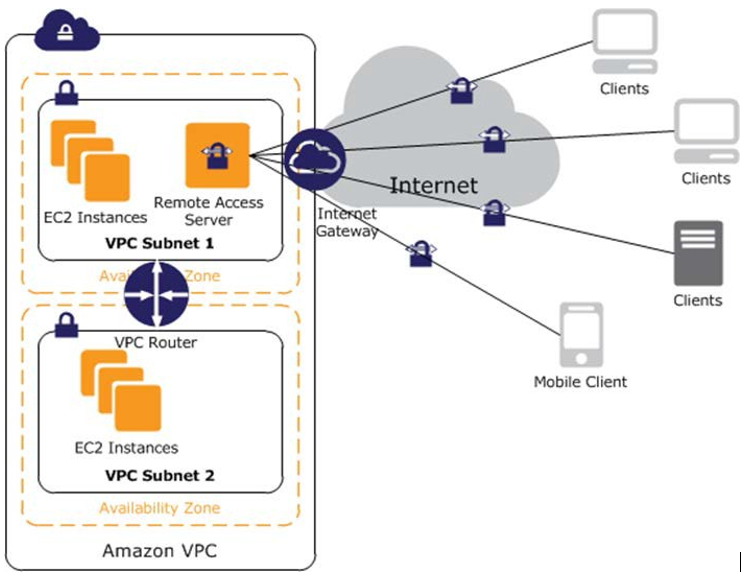 Clients
Clients
Internet
EC2 Instances
Remote Access
Server
VPC Subnet 1
Internet
Gateway
Availability Zone
Clients
VPC Router
Mobile Client
EC2 Instances
VPC Subnet 2
Availability Zone
Amazon VPC